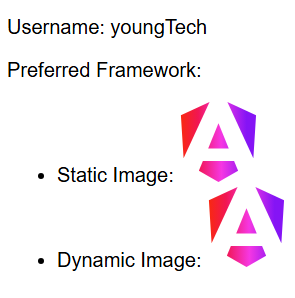 Username: youngTech
Preferred Framework:
Static Image:
Dynamic Image: